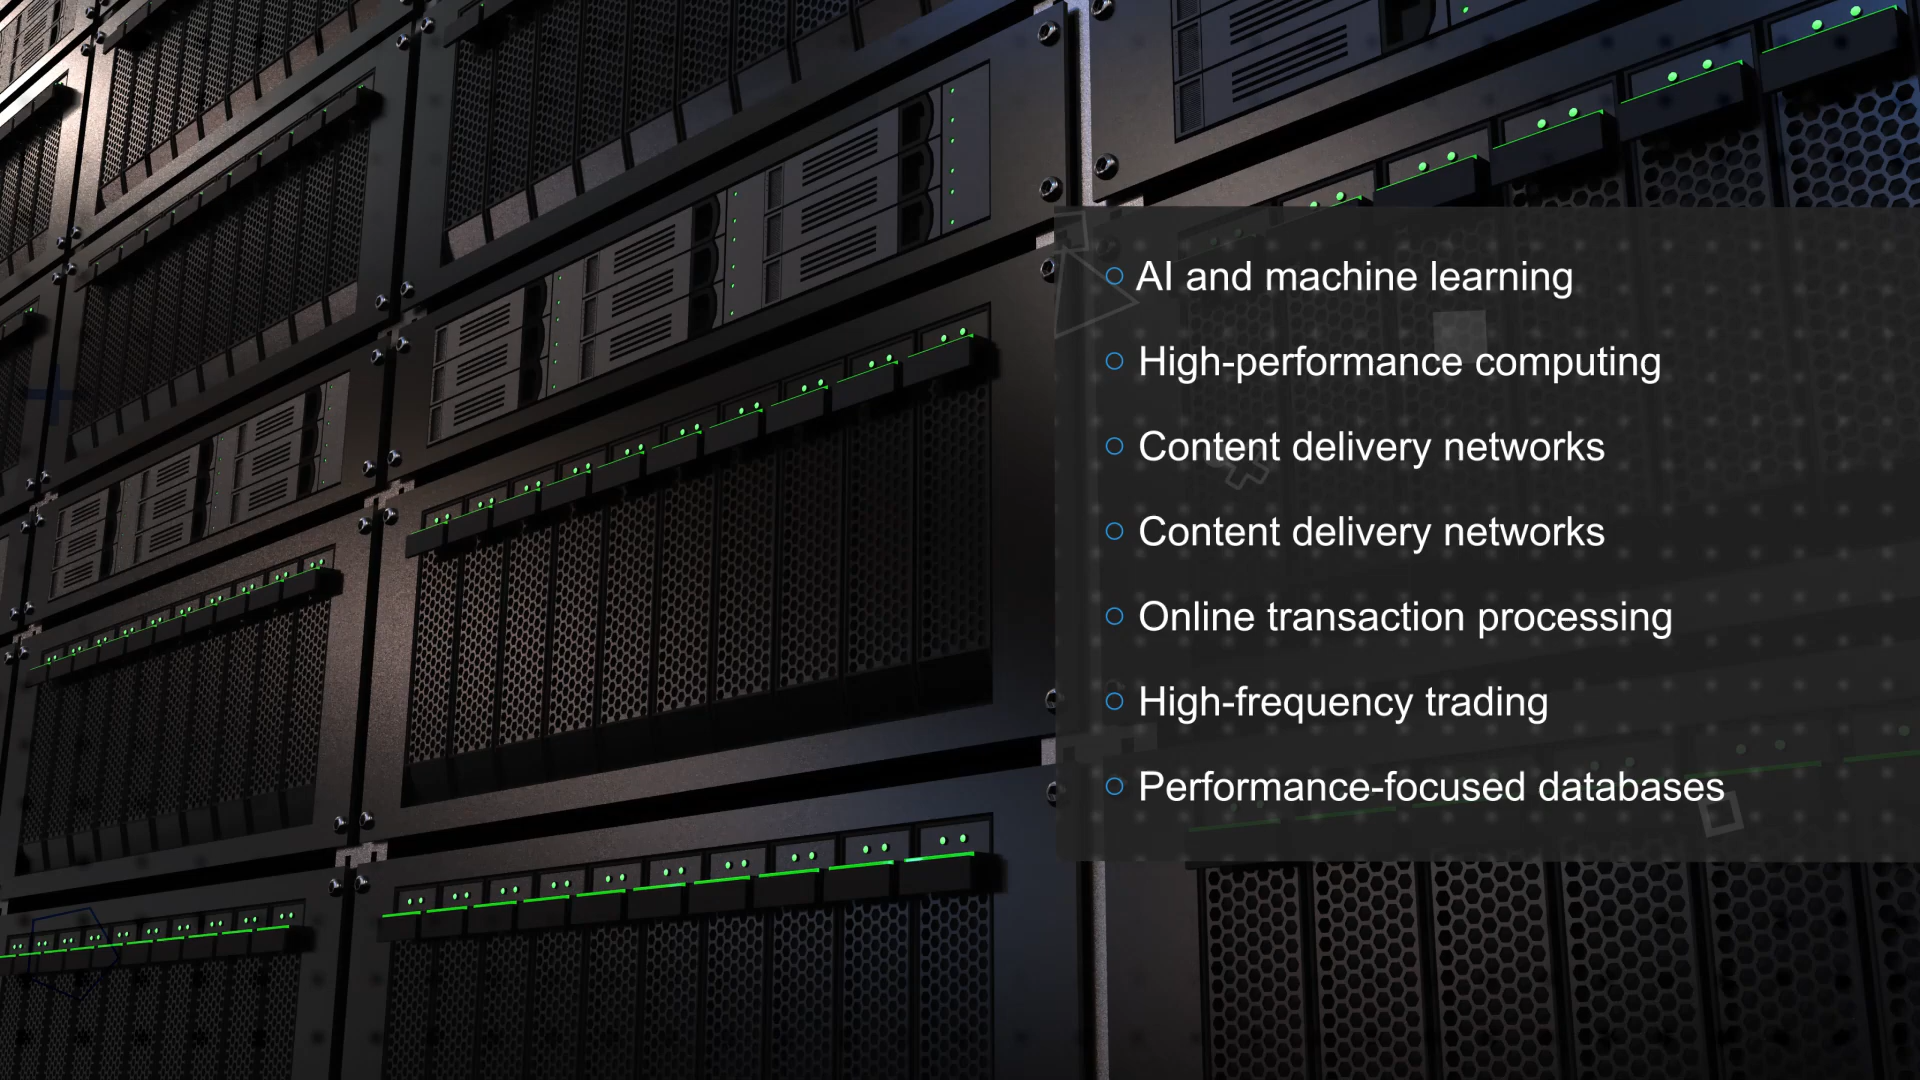 AI and machine learning
High-performance computing
Content delivery networks
Content delivery networks
Online transaction processing
High-frequency trading
Performance-focused databases